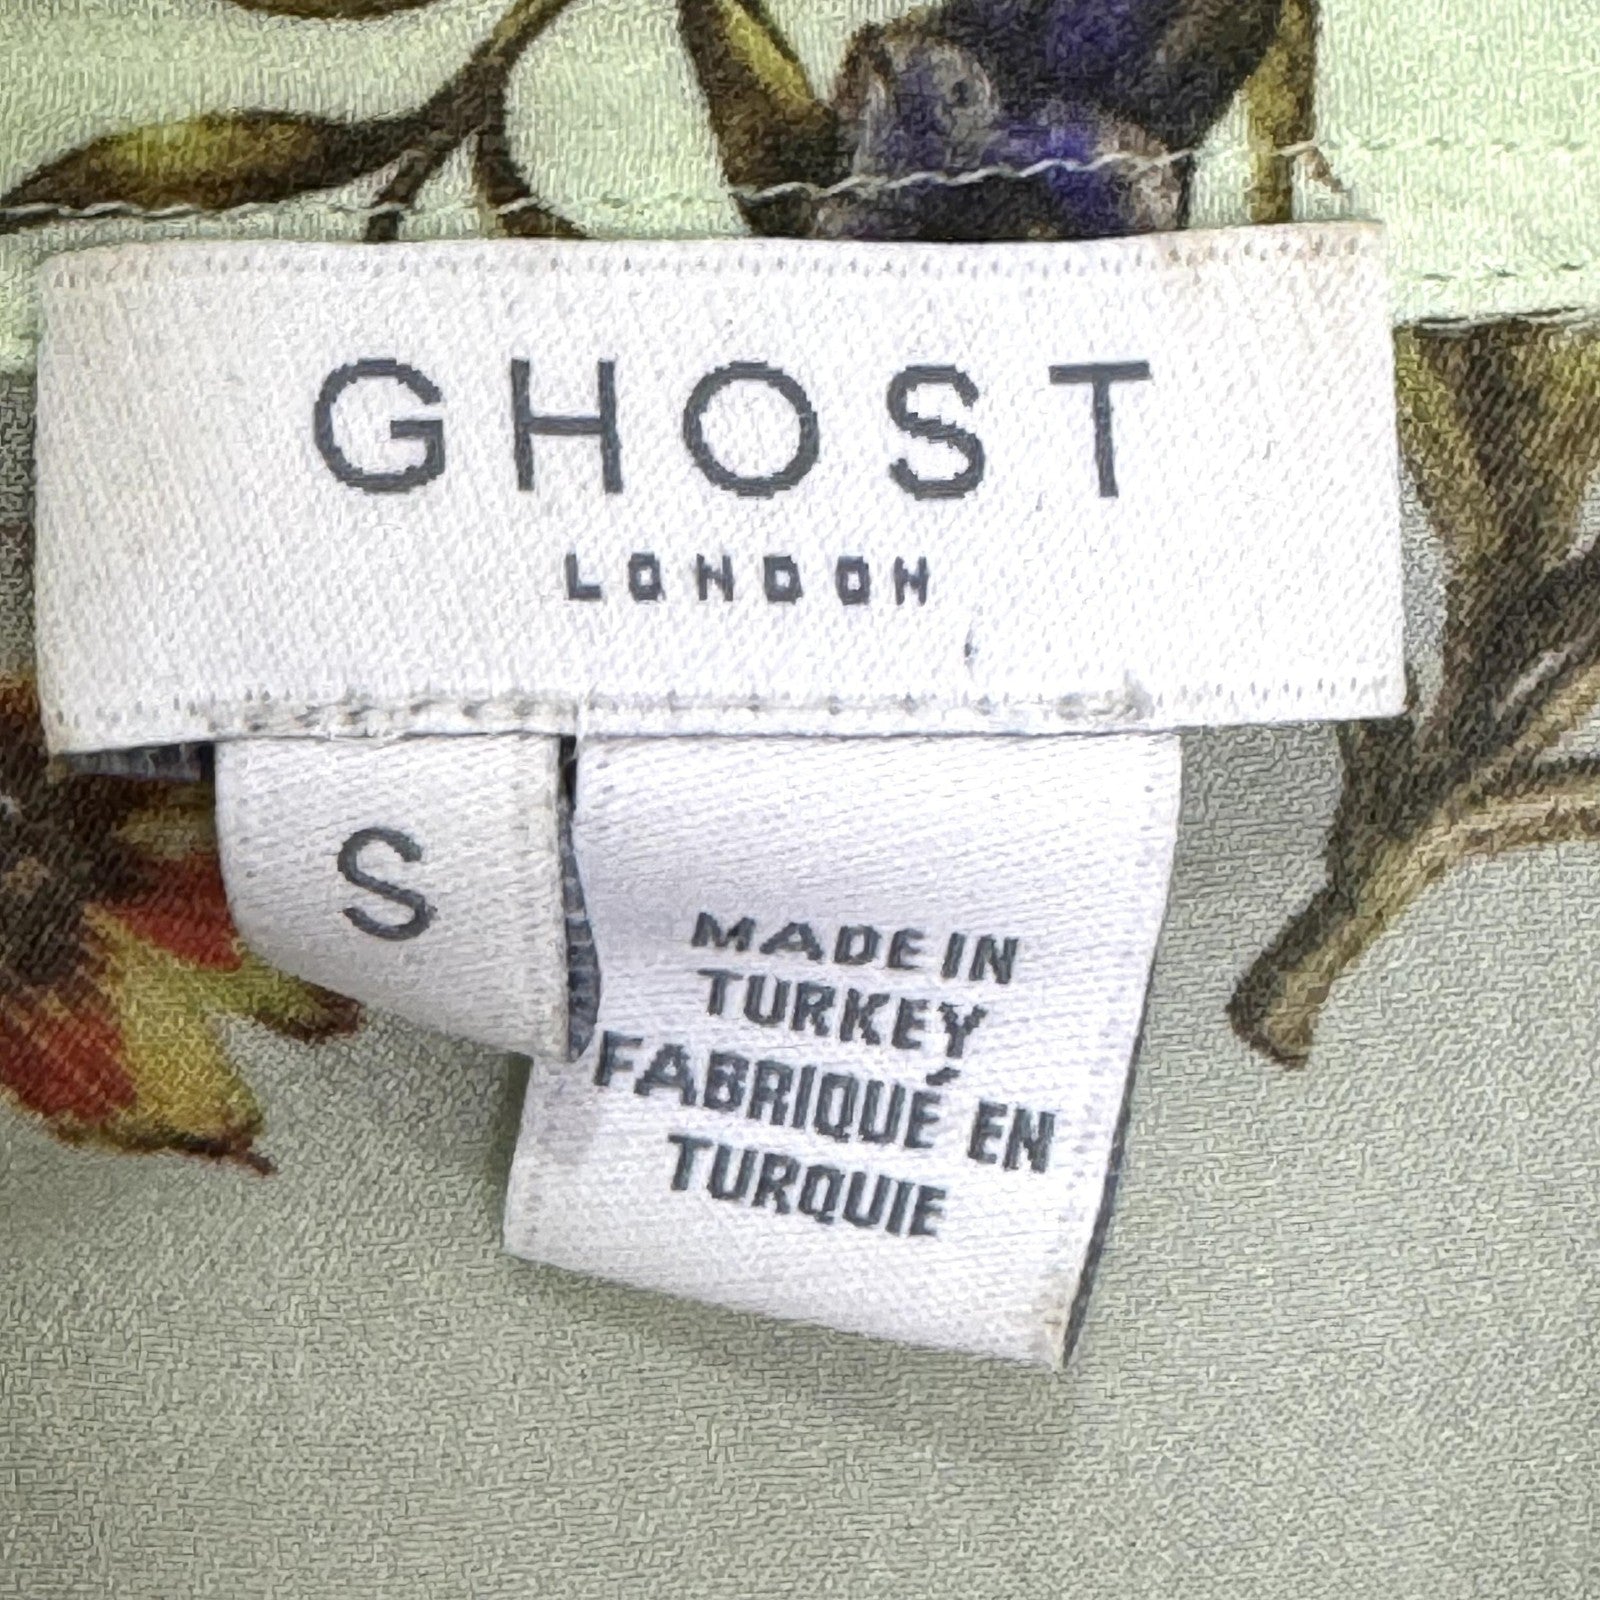 GHOST
LONDON
S
MADE IN
TURKEY
FABRIQUÉ EN
TURQUIE